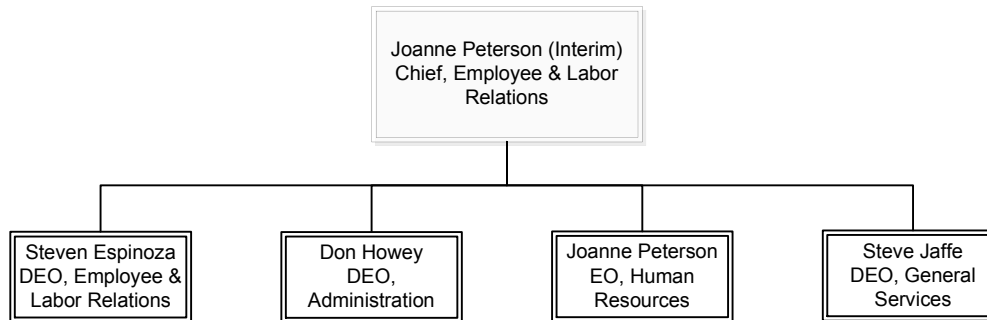 Joanne Peterson (Interim)
Chief, Employee & Labor
Relations
Steven Espinoza
DEO, Employee &
Labor Relations
Don Howey
DEO,
Administration
Joanne Peterson
EO, Human
Resources
Steve Jaffe
DEO, General
Services